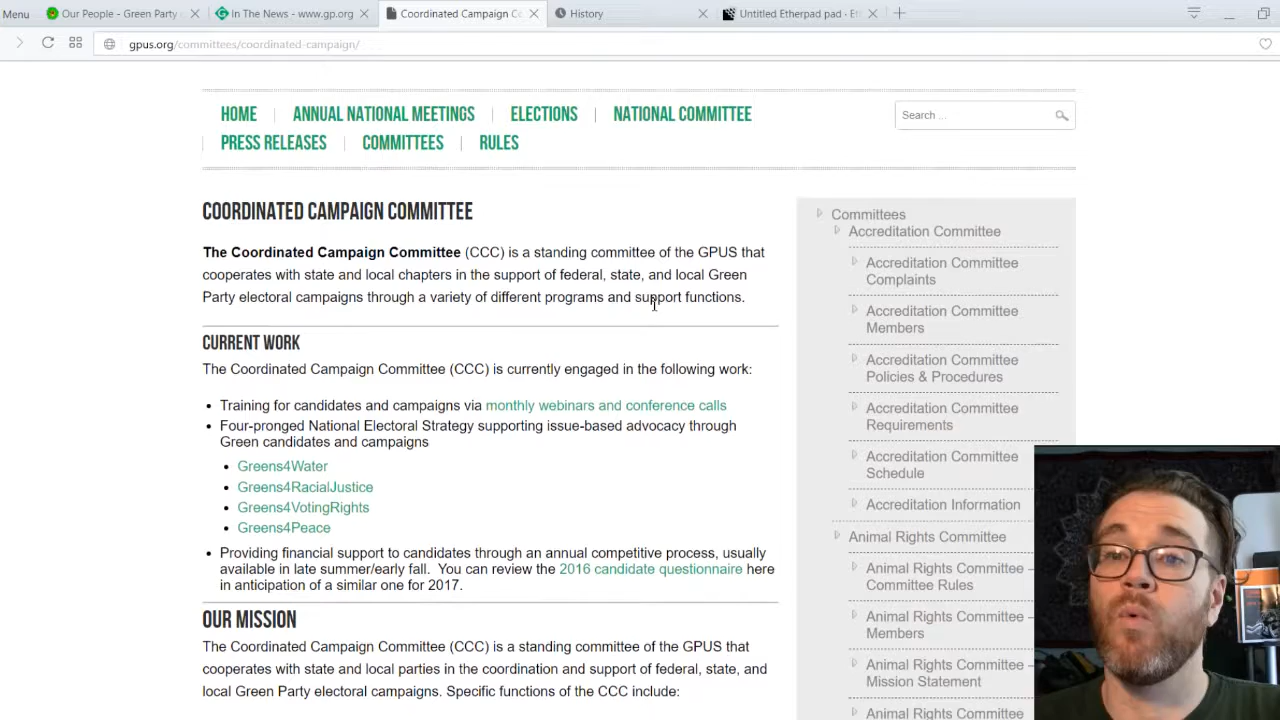 Menu
Our People - Green Party
In The News - www.gp.org
Coordinated Campaign Co
History
Untitled Etherpad pad - Et
gpus.org/committees/coordinated-campaign/
HOME
ANNUAL NATIONAL MEETINGS
ELECTIONS
NATIONAL COMMITTEE
PRESS RELEASES
COMMITTEES
RULES
Search ...
COORDINATED CAMPAIGN COMMITTEE
The Coordinated Campaign Committee (CCC) is a standing committee of the GPUS that
cooperates with state and local chapters in the support of federal, state, and local Green
Party electoral campaigns through a variety of different programs and support functions.
CURRENT WORK
The Coordinated Campaign Committee (CCC) is currently engaged in the following work:
• Training for candidates and campaigns via monthly webinars and conference calls
• Four-pronged National Electoral Strategy supporting issue-based advocacy through
Green candidates and campaigns
• Greens4Water
• Greens4RacialJustice
• Greens4VotingRights
• Greens4Peace
• Providing financial support to candidates through an annual competitive process, usually
available in late summer/early fall. You can review the 2016 candidate questionnaire here
in anticipation of a similar one for 2017.
OUR MISSION
The Coordinated Campaign Committee (CCC) is a standing committee of the GPUS that
cooperates with state and local parties in the coordination and support of federal, state, and
local Green Party electoral campaigns. Specific functions of the CCC include:
Committees
Accreditation Committee
Accreditation Committee
Complaints
Accreditation Committee
Members
Accreditation Committee
Policies & Procedures
Accreditation Committee
Requirements
Accreditation Committee
Schedule
Accreditation Information
Animal Rights Committee
Animal Rights Committee –
Committee Rules
Animal Rights Committee –
Members
Animal Rights Committee –
Mission Statement
Animal Rights Committee